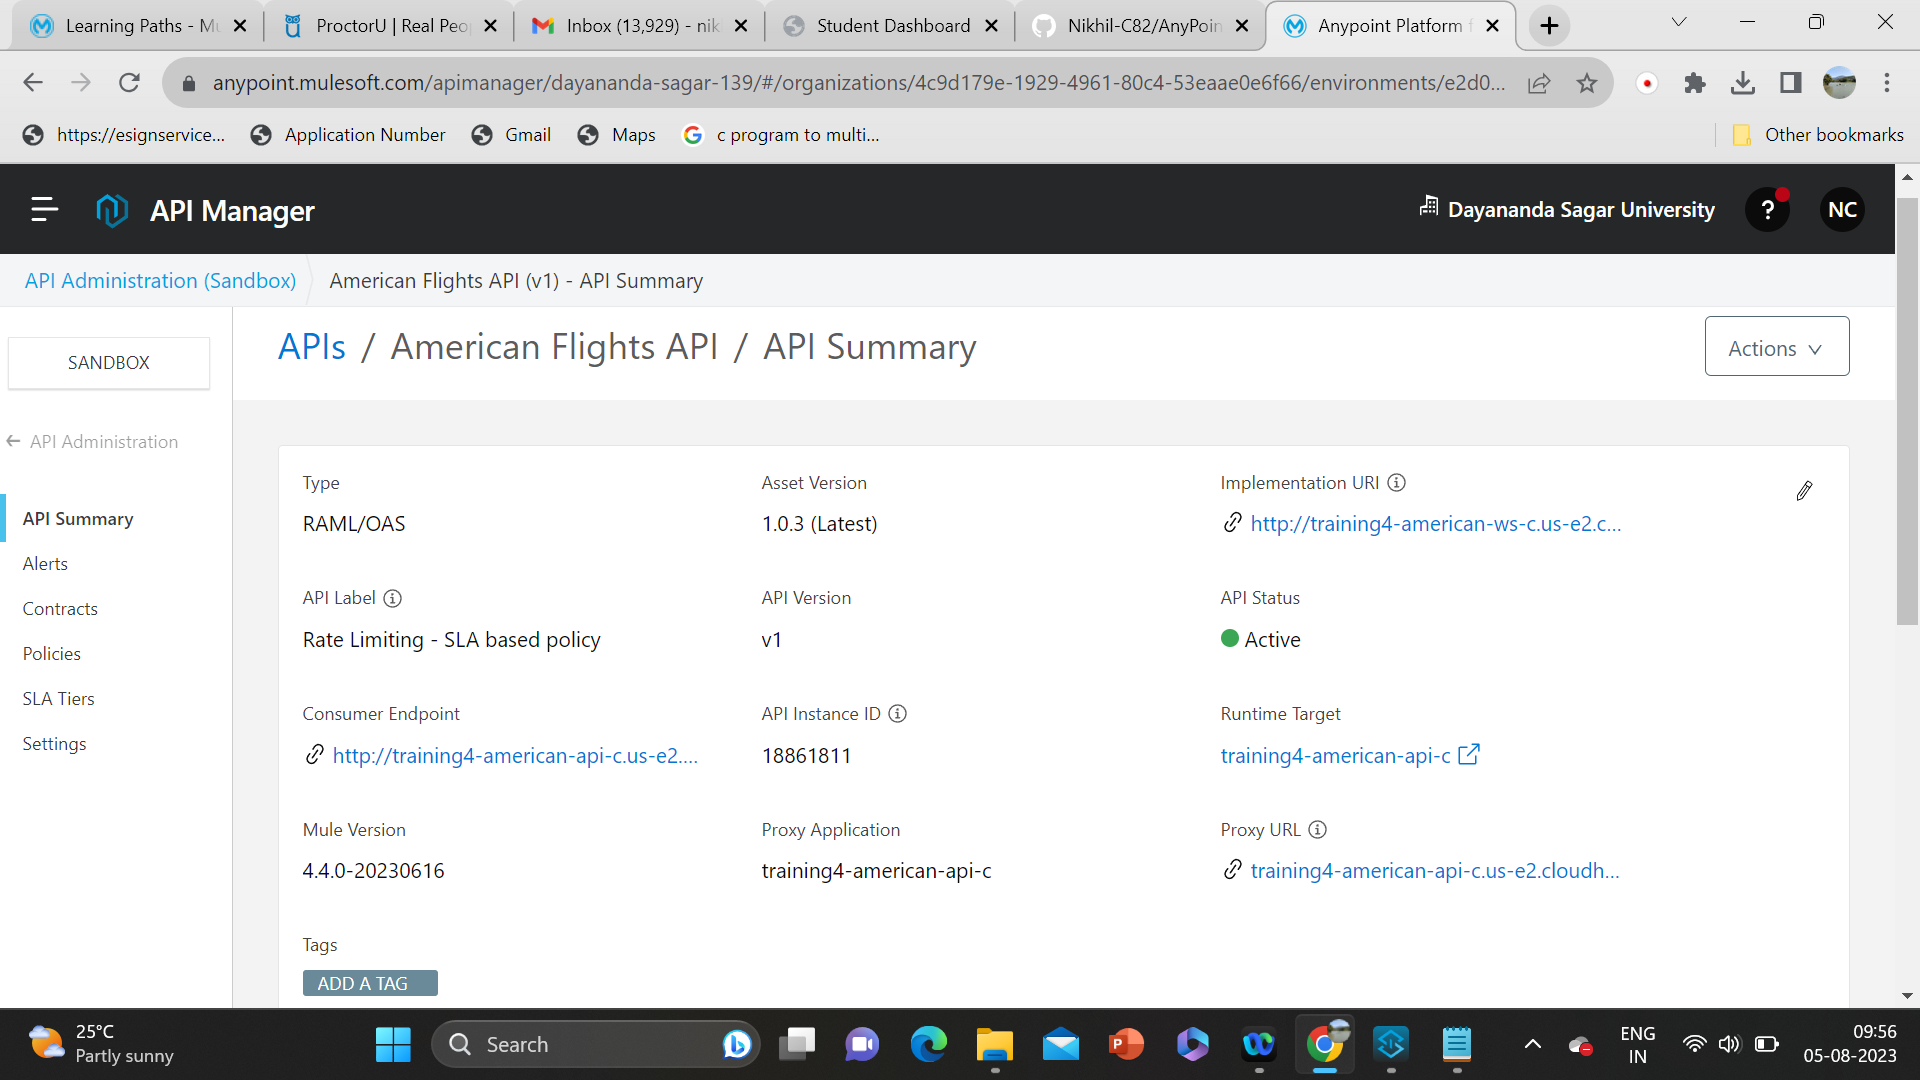 Learning Paths - Mu
ProctorU | Real Peo
Inbox (13,929) - nik
Student Dashboard
Nikhil-C82/AnyPoin
Anypoint Platform f
anypoint.mulesoft.com/apimanager/dayananda-sagar-139/#/organizations/4c9d179e-1929-4961-80c4-53eaae0e6f66/environments/e2d0...
https://esignservice...
Application Number
Gmail
Maps
c program to multi...
Other bookmarks
API Manager
Dayananda Sagar University
?
NC
API Administration (Sandbox)
American Flights API (v1) - API Summary
SANDBOX
API Administration
API Summary
Alerts
Contracts
Policies
SLA Tiers
Settings
APIs / American Flights API / API Summary
Actions
Type
RAML/OAS
Asset Version
1.0.3 (Latest)
Implementation URI
http://training4-american-ws-c.us-e2.c...
API Label
Rate Limiting - SLA based policy
API Version
v1
API Status
Active
Consumer Endpoint
http://training4-american-api-c.us-e2....
API Instance ID
18861811
Runtime Target
training4-american-api-c
Mule Version
4.4.0-20230616
Proxy Application
training4-american-api-c
Proxy URL
training4-american-api-c.us-e2.cloudh...
Tags
ADD A TAG
25°C
Partly sunny
Search
ENG
IN
09:56
05-08-2023